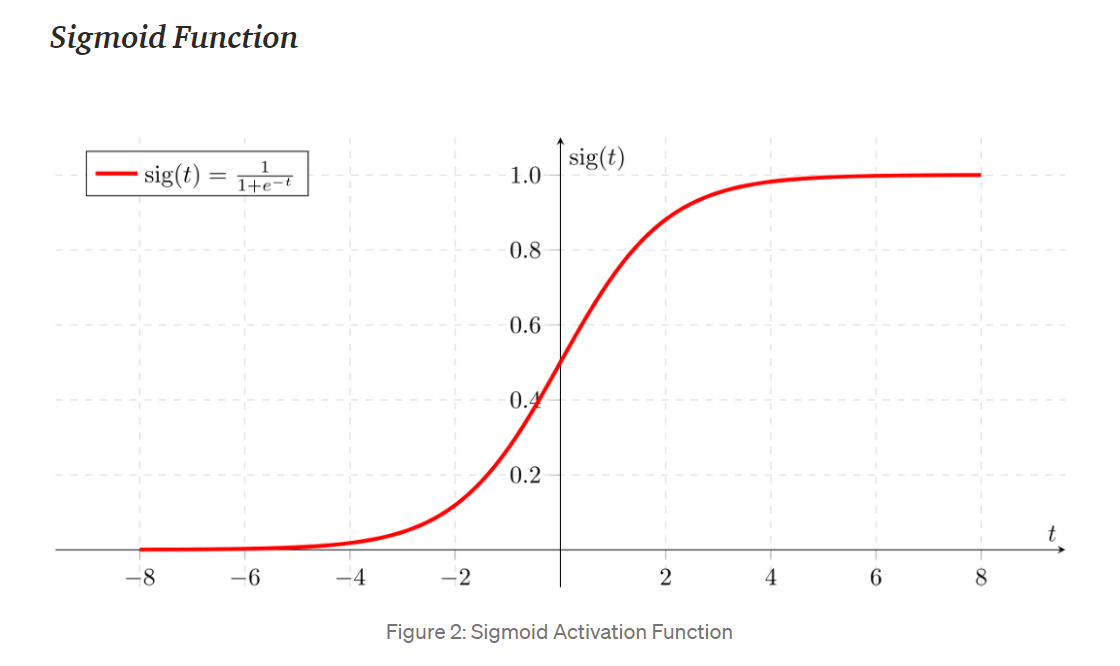 Sigmoid Function
sig(t) = 1/(1+e^−t)
sig(t)
1.0
0.8
0.6
0.4
0.2
t
−8 −6 −4 −2 2 4 6 8
Figure 2: Sigmoid Activation Function